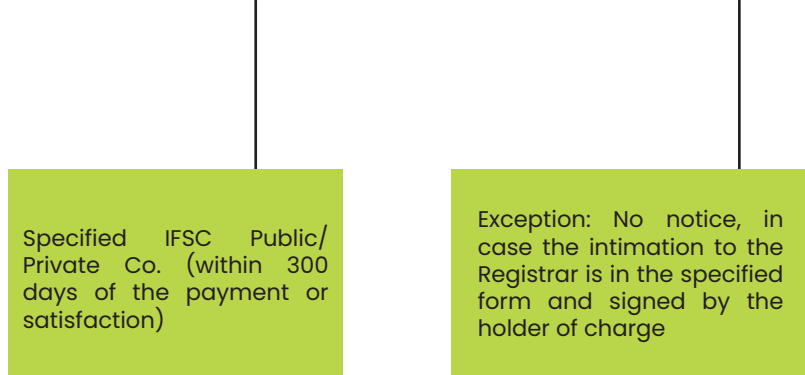 Specified IFSC Public/
Private Co. (within 300
days of the payment or
satisfaction)
Exception: No notice, in
case the intimation to the
Registrar is in the specified
form and signed by the
holder of charge